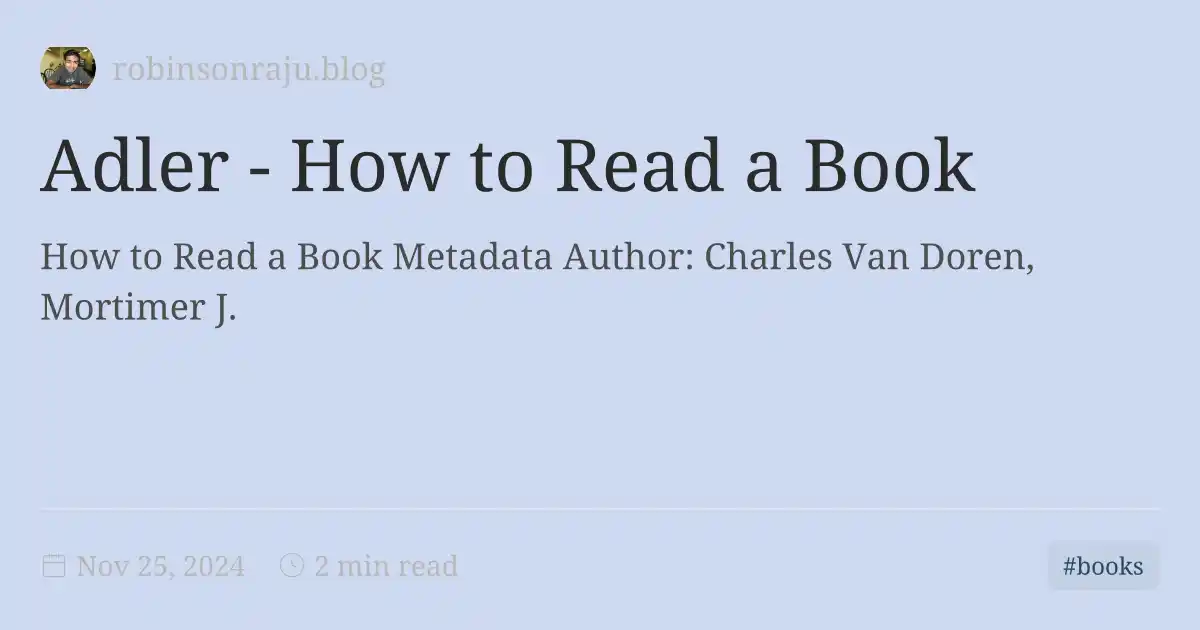 robinsonraju.blog
Adler - How to Read a Book
How to Read a Book Metadata Author: Charles Van Doren,
Mortimer J.
Nov 25, 2024
2 min read
#books